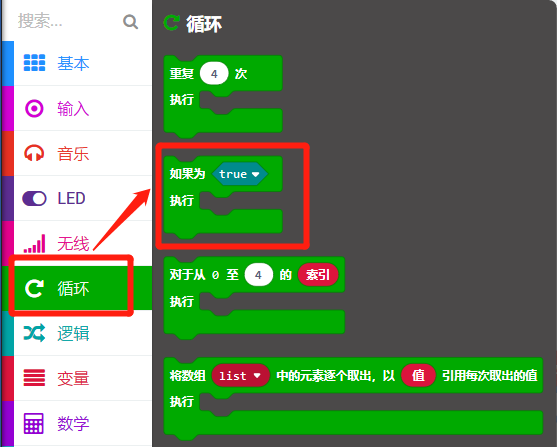 搜索...
基本
输入
音乐
LED
无线
循环
逻辑
变量
数学
循环
重复 4 次
执行
如果为 true
执行
对于从 0 至 4 的 索引
执行
将数组 list 中的元素逐个取出，以 值 引用每次取出的值
执行